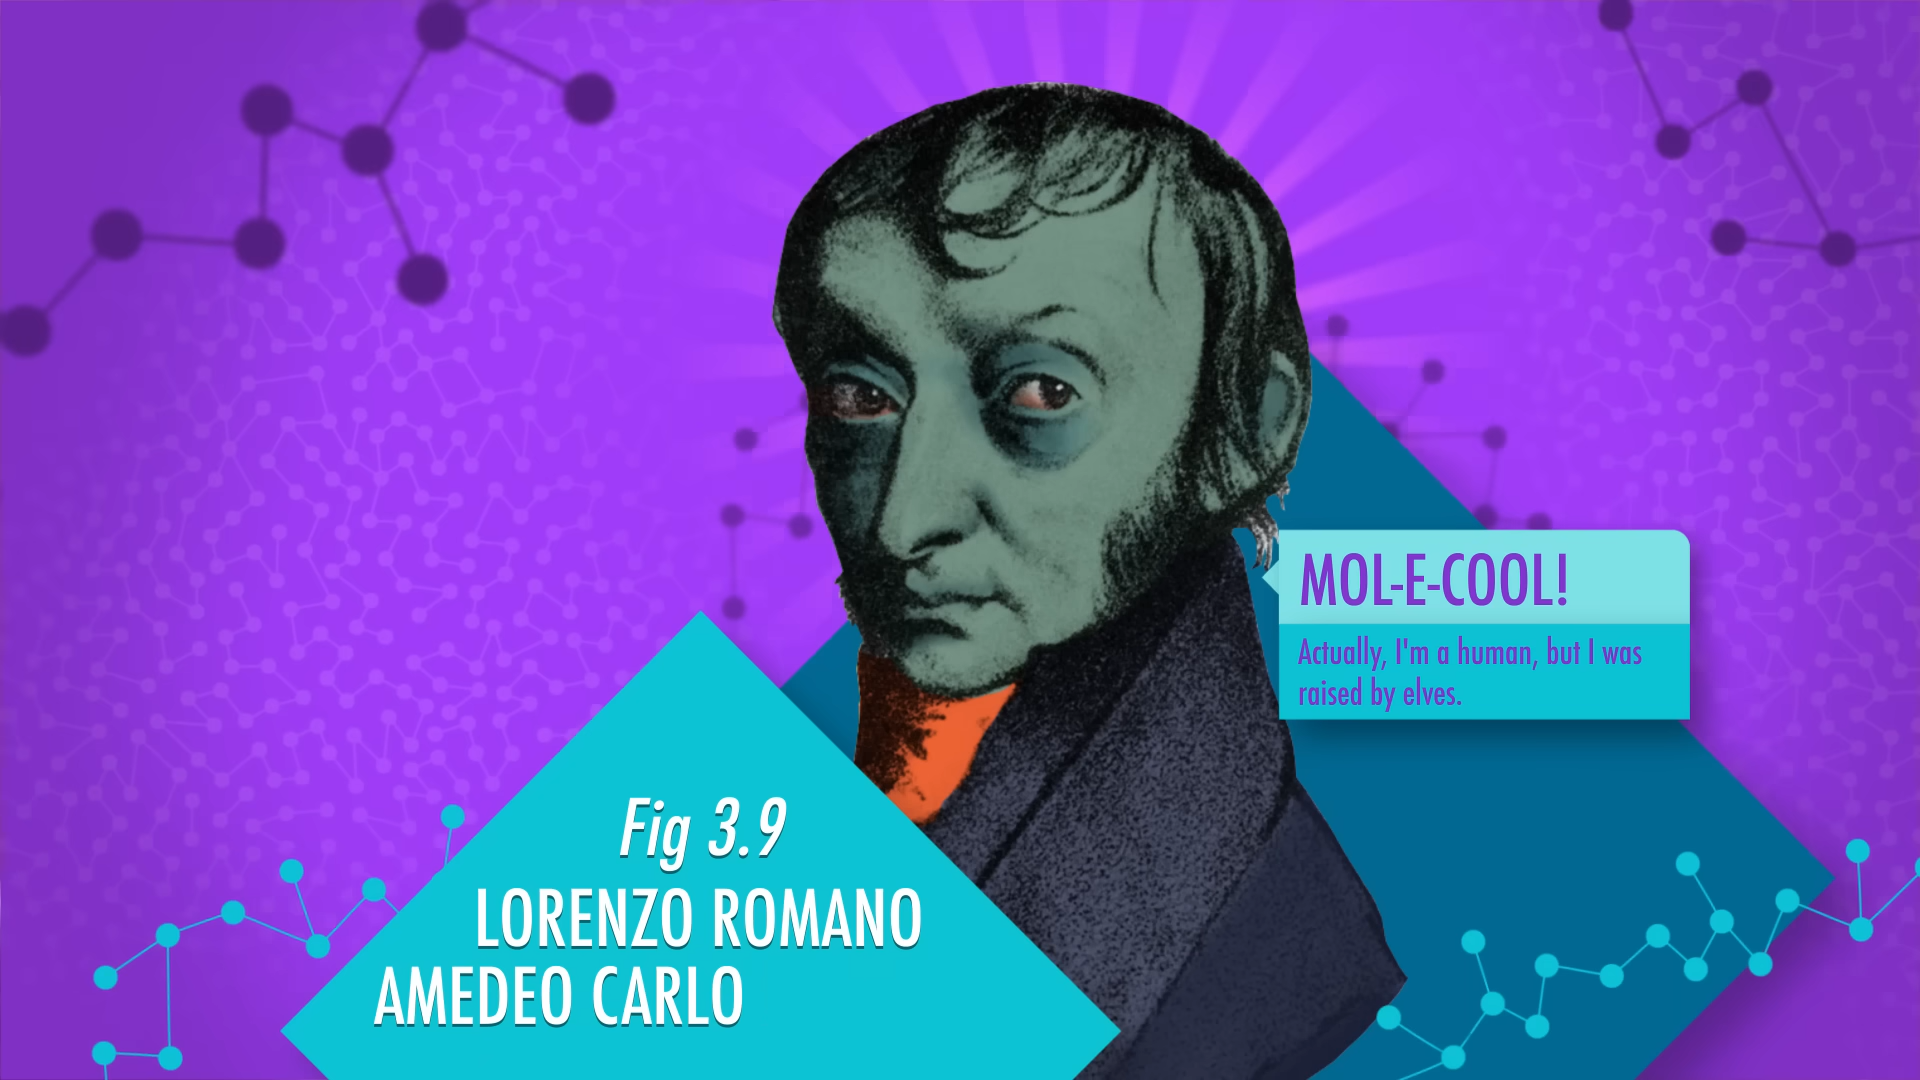 MOL-E-COOL!
Actually, I'm a human, but I was
raised by elves.
Fig 3.9
LORENZO ROMANO
AMEDEO CARLO